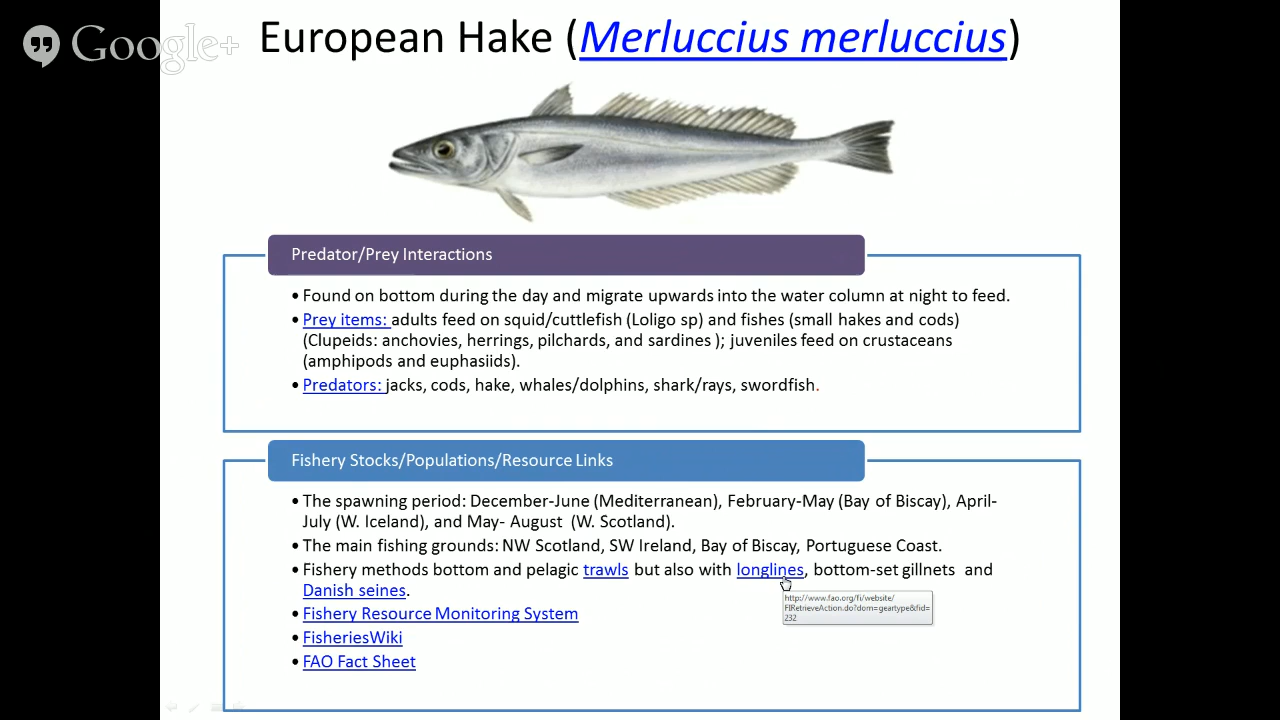 Google+
European Hake (Merluccius merluccius)
Predator/Prey Interactions
•Found on bottom during the day and migrate upwards into the water column at night to feed.
•Prey items: adults feed on squid/cuttlefish (Loligo sp) and fishes (small hakes and cods)
(Clupeids: anchovies, herrings, pilchards, and sardines ); juveniles feed on crustaceans
(amphipods and euphasiids).
•Predators: jacks, cods, hake, whales/dolphins, shark/rays, swordfish.
Fishery Stocks/Populations/Resource Links
•The spawning period: December-June (Mediterranean), February-May (Bay of Biscay), April-
July (W. Iceland), and May- August (W. Scotland).
•The main fishing grounds: NW Scotland, SW Ireland, Bay of Biscay, Portuguese Coast.
•Fishery methods bottom and pelagic trawls but also with longlines, bottom-set gillnets and
Danish seines.
http://www.fao.org/fi/website/
FIRetrieveAction.do?dom=geartype&fid=
232
•Fishery Resource Monitoring System
•FisheriesWiki
•FAO Fact Sheet